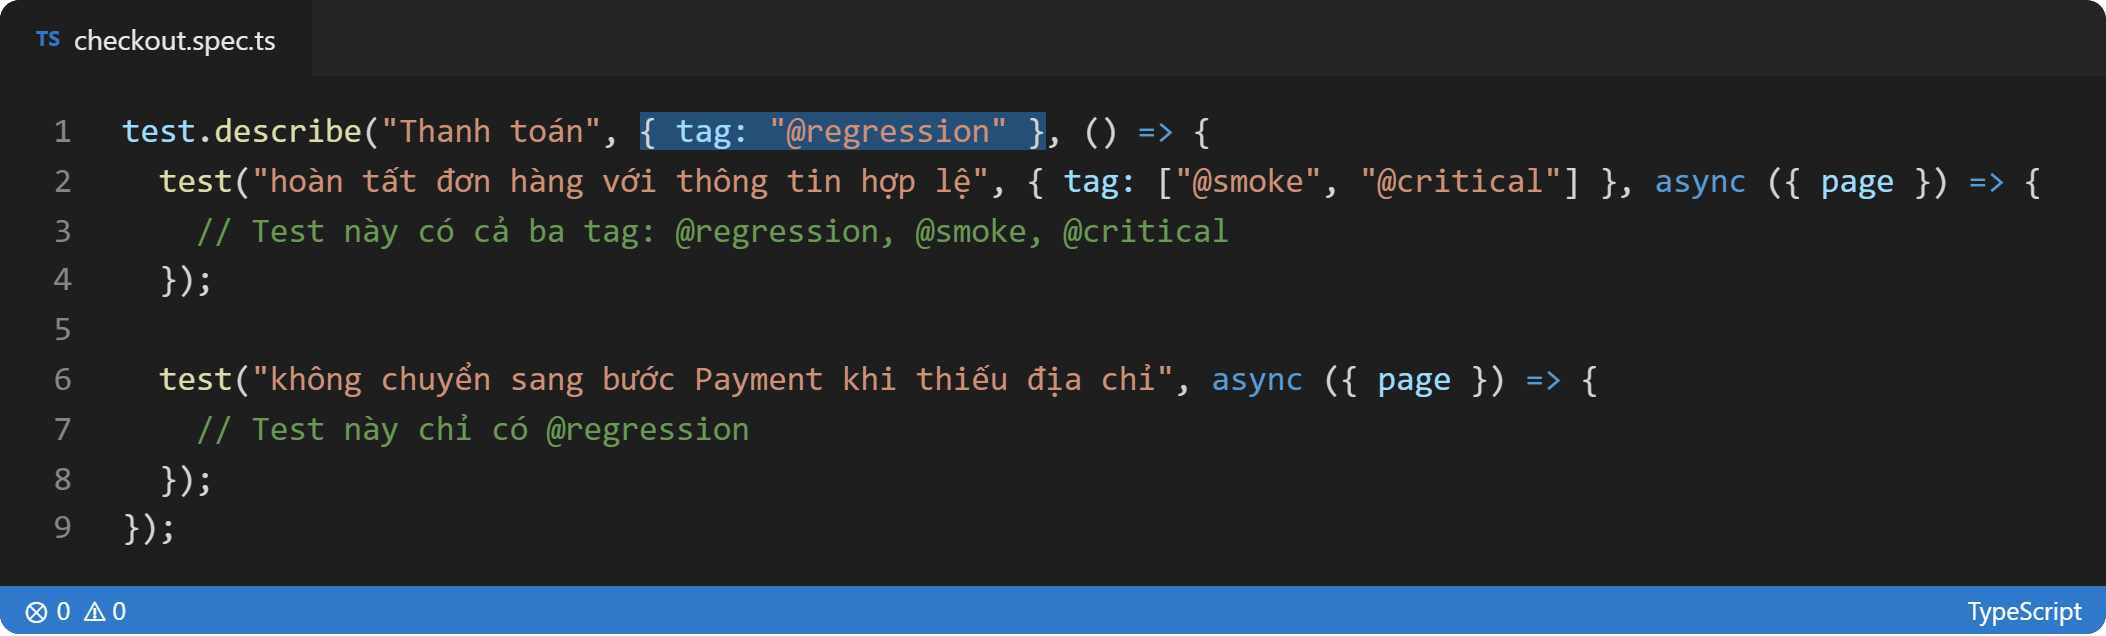 TS checkout.spec.ts
1 test.describe("Thanh toán", { tag: "@regression" }, () => {
2   test("hoàn tất đơn hàng với thông tin hợp lệ", { tag: ["@smoke", "@critical"] }, async ({ page }) => {
3     // Test này có cả ba tag: @regression, @smoke, @critical
4   });
5
6   test("không chuyển sang bước Payment khi thiếu địa chỉ", async ({ page }) => {
7     // Test này chỉ có @regression
8   });
9 });
0 0 TypeScript